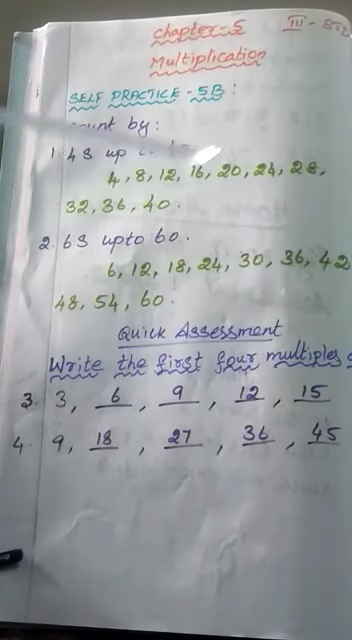 Chapter-5 III-STD
Multiplication
SELF PRACTICE - 5B:
Count by:
1. 4s up
4, 8, 12, 16, 20, 24, 28,
32, 36, 40.
2. 6s upto 60.
6, 12, 18, 24, 30, 36, 42
48, 54, 60.
Quick Assessment
Write the first four multiples
3. 3, 6, 9, 12, 15
4. 9, 18, 27, 36, 45